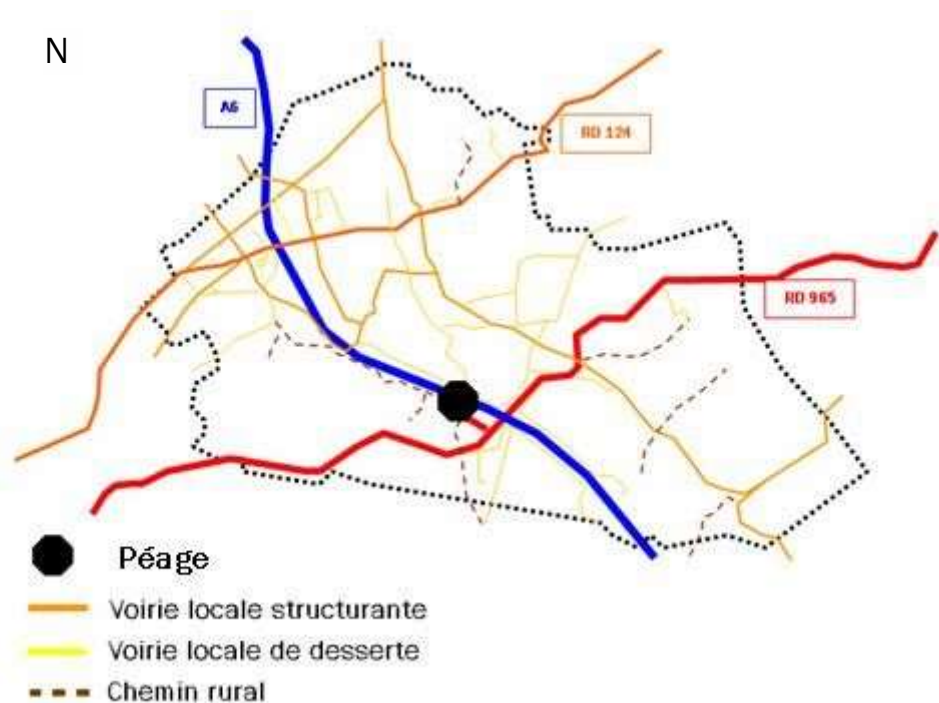 N
A6
RD 124
RD 965
Péage
Voirie locale structurante
Voirie locale de desserte
Chemin rural